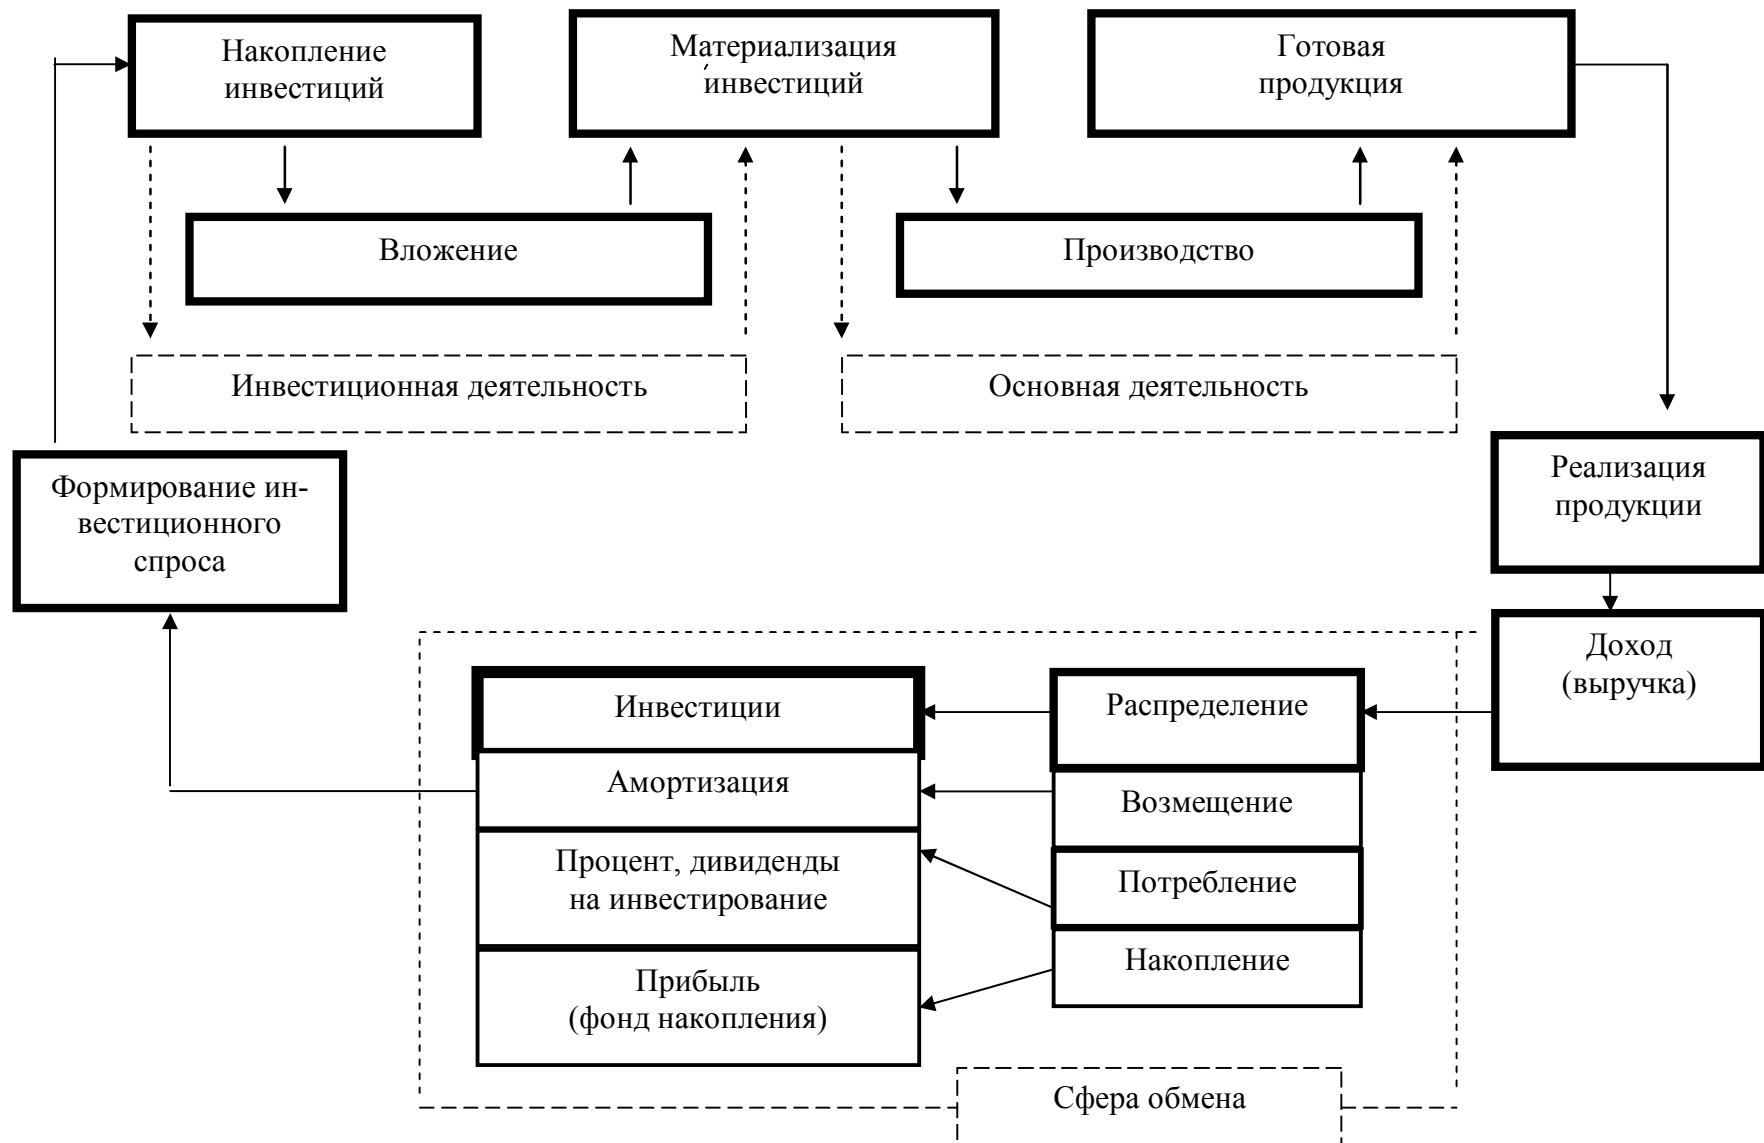 Накопление
инвестиций
Материализация
инвестиций
Готовая
продукция
Вложение
Производство
Инвестиционная деятельность
Основная деятельность
Формирование ин-
вестиционного
спроса
Реализация
продукции
Доход
(выручка)
Инвестиции
Распределение
Амортизация
Возмещение
Процент, дивиденды
на инвестирование
Потребление
Накопление
Прибыль
(фонд накопления)
Сфера обмена